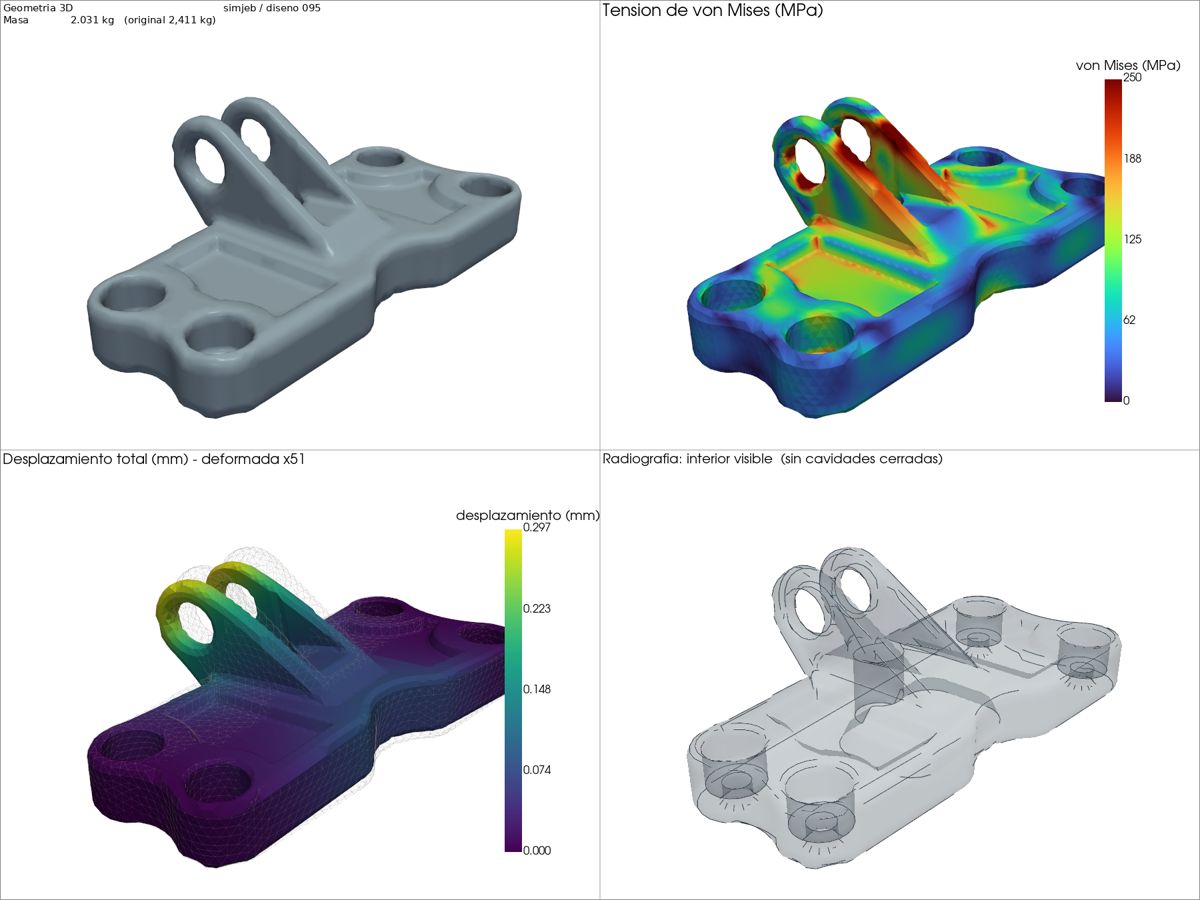 Geometria 3D
simjeb / diseno 095
Masa 2.031 kg (original 2,411 kg)
Tension de von Mises (MPa)
von Mises (MPa)
250
188
125
62
0
Desplazamiento total (mm) - deformada x51
desplazamiento (mm)
0.297
0.223
0.148
0.074
0.000
Radiografia: interior visible (sin cavidades cerradas)